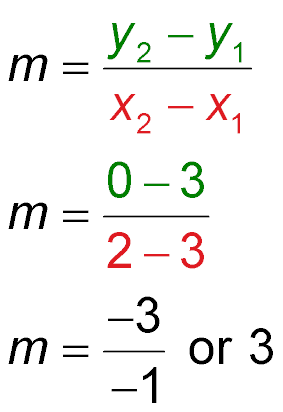 m = (y₂ – y₁)/(x₂ – x₁)
m = (0 – 3)/(2 – 3)
m = –3/–1 or 3